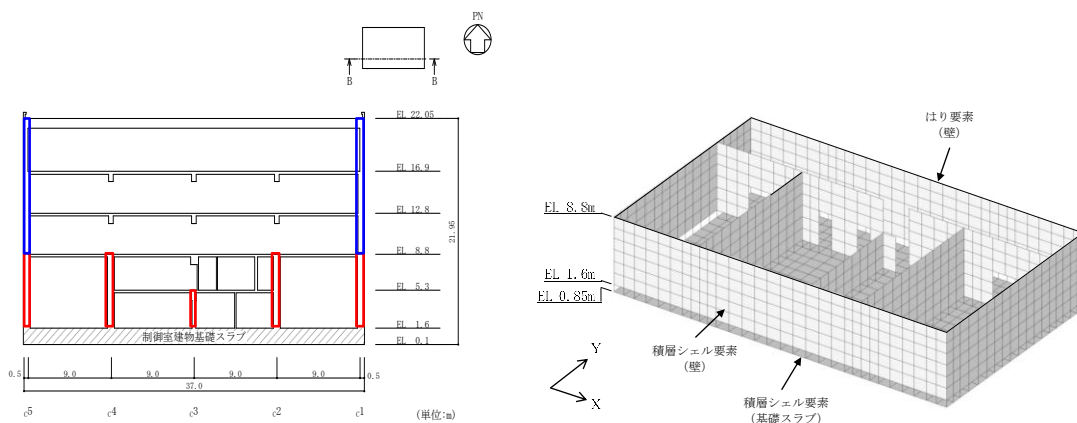 PN
B
B
EL 22.05
EL 16.9
EL 12.8
EL 8.8
EL 5.3
EL 1.6
EL 0.1
21.95
制御室建物基礎スラブ
0.5
9.0
9.0
9.0
9.0
0.5
37.0
c5
c4
c3
c2
c1
(単位:m)
はり要素
(壁)
EL 8.8m
EL 1.6m
EL 0.85m
Y
X
積層シェル要素
(壁)
積層シェル要素
(基礎スラブ)